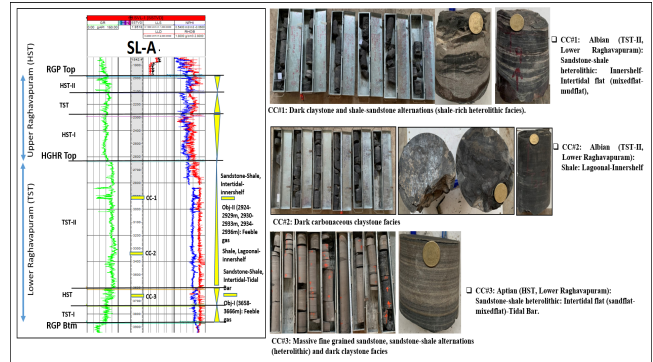 SL-A
RGP Top
HST-II
TST
HST-I
HGHR Top
TST-II
HST
TST-I
RGP Btm
Upper Raghavapuram (HST)
Lower Raghavapuram (TST)
CC-1
CC-2
CC-3
Sandstone-Shale,
Intertidal-
innershelf
Obj-II (2924-
2929m, 2930-
2933m, 2934-
2936m): Feeble
gas
Shale, Lagoonal-
Innershelf
Sandstone-Shale,
Intertidal-Tidal
Bar
Obj-I (3658-
3666m): Feeble
gas
CC#1: Dark claystone and shale-sandstone alternations (shale-rich heterolithic facies).
❑ CC#1: Albian (TST-II,
Lower Raghavapuram):
Sandstone-shale
heterolithic: Innershelf-
Intertidal flat (mixedflat-
mudflat),
CC#2: Dark carbonaceous claystone facies
❑ CC#2: Albian (TST-II,
Lower Raghavapuram):
Shale: Lagoonal-Innershelf
CC#3: Massive fine grained sandstone, sandstone-shale alternations
(heterolithic) and dark claystone facies
❑ CC#3: Aptian (HST, Lower Raghavapuram):
Sandstone-shale heterolithic: Intertidal flat (sandflat-
mixedflat)-Tidal Bar.